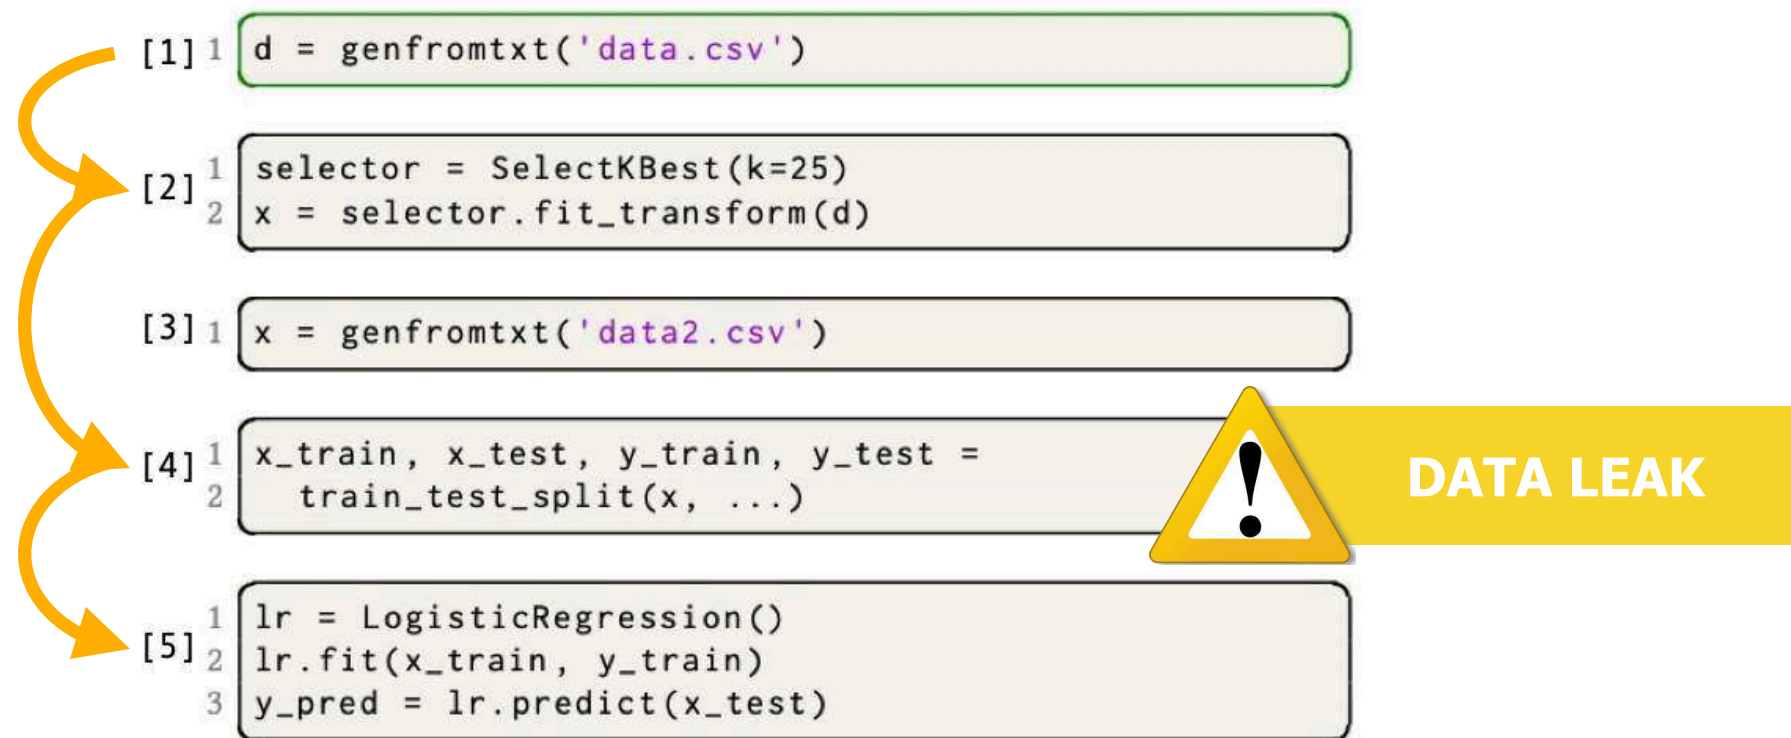 [1] 1 d = genfromtxt('data.csv')
[2] 1 selector = SelectKBest(k=25)
2 x = selector.fit_transform(d)
[3] 1 x = genfromtxt('data2.csv')
[4] 1 x_train, x_test, y_train, y_test =
2 train_test_split(x, ...)
DATA LEAK
[5] 1 lr = LogisticRegression()
2 lr.fit(x_train, y_train)
3 y_pred = lr.predict(x_test)